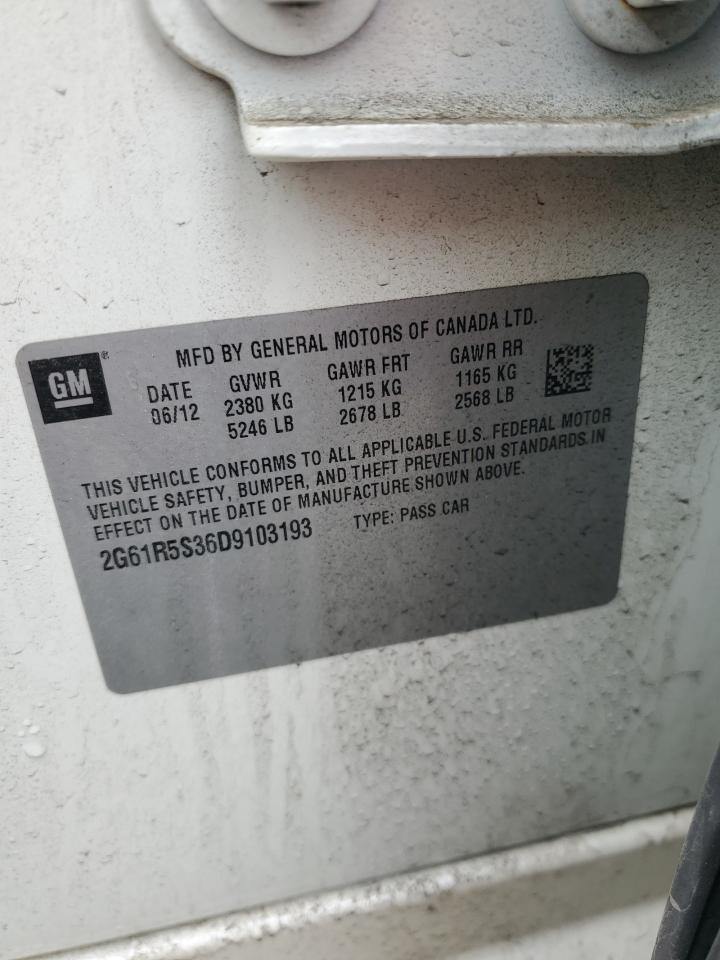 GM®
MFD BY GENERAL MOTORS OF CANADA LTD.
DATE GVWR GAWR FRT GAWR RR
06/12 2380 KG 1215 KG 1165 KG
5246 LB 2678 LB 2568 LB
THIS VEHICLE CONFORMS TO ALL APPLICABLE U.S. FEDERAL MOTOR
VEHICLE SAFETY, BUMPER, AND THEFT PREVENTION STANDARDS IN
EFFECT ON THE DATE OF MANUFACTURE SHOWN ABOVE.
2G61R5S36D9103193 TYPE: PASS CAR